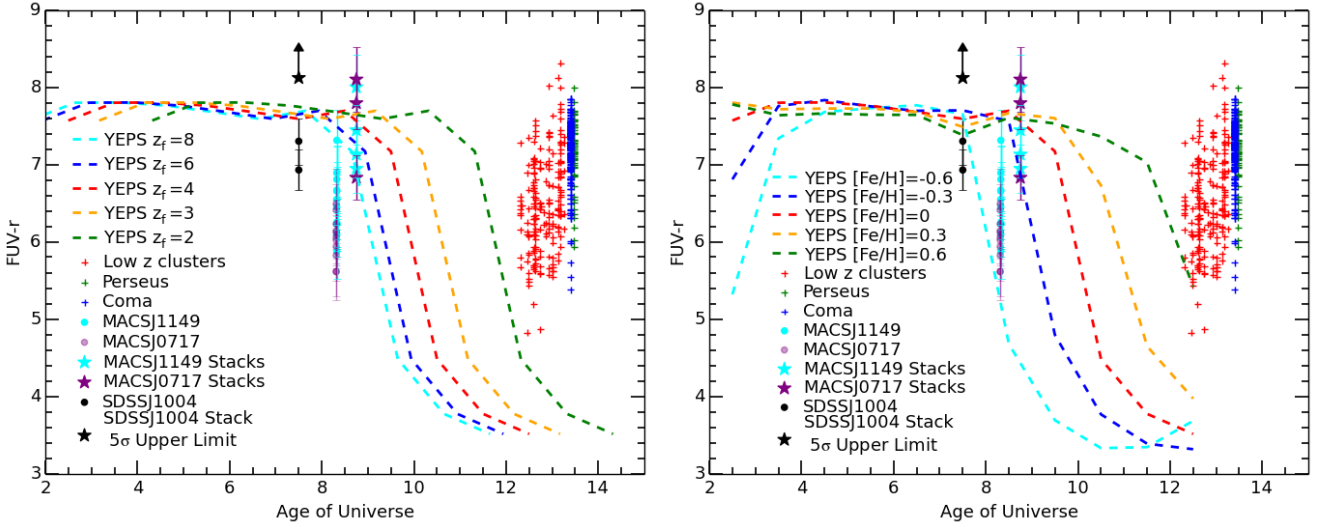 9
8
7
6
5
4
3
FUV-r
YEPS z_f=8
YEPS z_f=6
YEPS z_f=4
YEPS z_f=3
YEPS z_f=2
Low z clusters
Perseus
Coma
MACSJ1149
MACSJ0717
MACSJ1149 Stacks
MACSJ0717 Stacks
SDSSJ1004
SDSSJ1004 Stack
5σ Upper Limit
2 4 6 8 10 12 14
Age of Universe
9
8
7
6
5
4
3
FUV-r
YEPS [Fe/H]=-0.6
YEPS [Fe/H]=-0.3
YEPS [Fe/H]=0
YEPS [Fe/H]=0.3
YEPS [Fe/H]=0.6
Low z clusters
Perseus
Coma
MACSJ1149
MACSJ0717
MACSJ1149 Stacks
MACSJ0717 Stacks
SDSSJ1004
SDSSJ1004 Stack
5σ Upper Limit
2 4 6 8 10 12 14
Age of Universe